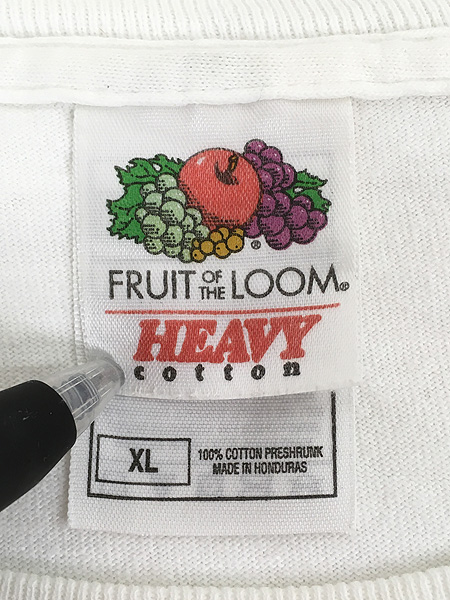 ®
FRUIT OF THE LOOM®
HEAVY
cotton
XL
100% COTTON PRESHRUNK
MADE IN HONDURAS